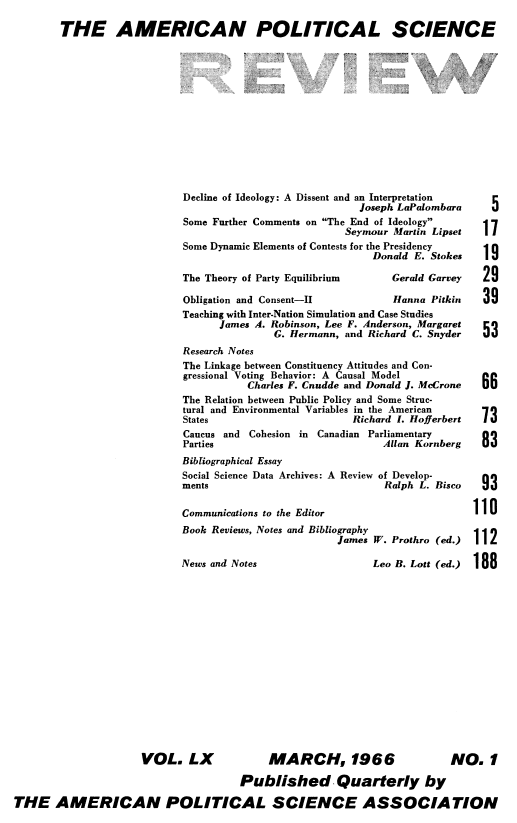 THE AMERICAN POLITICAL SCIENCE
REVIEW
Decline of Ideology: A Dissent and an Interpretation
Joseph LaPalombara 5
Some Further Comments on "The End of Ideology"
Seymour Martin Lipset 17
Some Dynamic Elements of Contests for the Presidency
Donald E. Stokes 19
The Theory of Party Equilibrium Gerald Garvey 29
Obligation and Consent—II Hanna Pitkin 39
Teaching with Inter-Nation Simulation and Case Studies
James A. Robinson, Lee F. Anderson, Margaret
G. Hermann, and Richard C. Snyder 53
Research Notes
The Linkage between Constituency Attitudes and Con-
gressional Voting Behavior: A Causal Model
Charles F. Cnudde and Donald J. McCrone 66
The Relation between Public Policy and Some Struc-
tural and Environmental Variables in the American
States Richard I. Hofferbert 73
Caucus and Cohesion in Canadian Parliamentary
Parties Allan Kornberg 83
Bibliographical Essay
Social Science Data Archives: A Review of Develop-
ments Ralph L. Bisco 93
Communications to the Editor 110
Book Reviews, Notes and Bibliography
James W. Prothro (ed.) 112
News and Notes Leo B. Lott (ed.) 188
VOL. LX MARCH, 1966 NO. 1
Published Quarterly by
THE AMERICAN POLITICAL SCIENCE ASSOCIATION